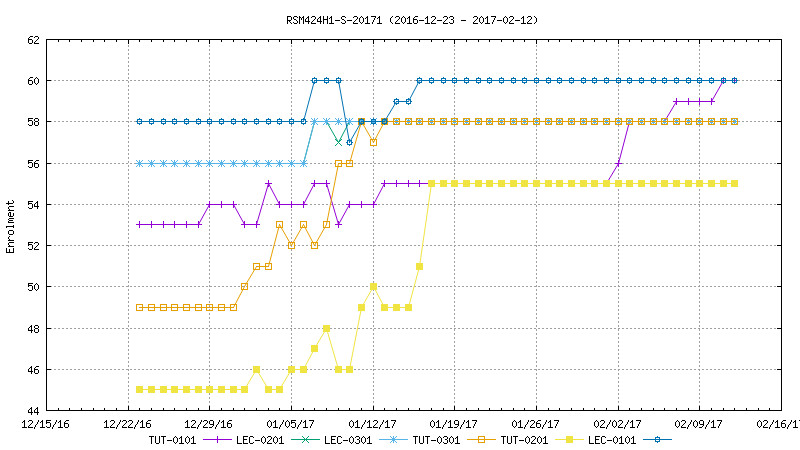 RSM424H1-S-20171 (2016-12-23 - 2017-02-12)
62
60
58
56
54
52
50
48
46
44
Enrolment
12/15/16 12/22/16 12/29/16 01/05/17 01/12/17 01/19/17 01/26/17 02/02/17 02/09/17 02/16/17
TUT-0101 LEC-0201 LEC-0301 TUT-0301 TUT-0201 LEC-0101